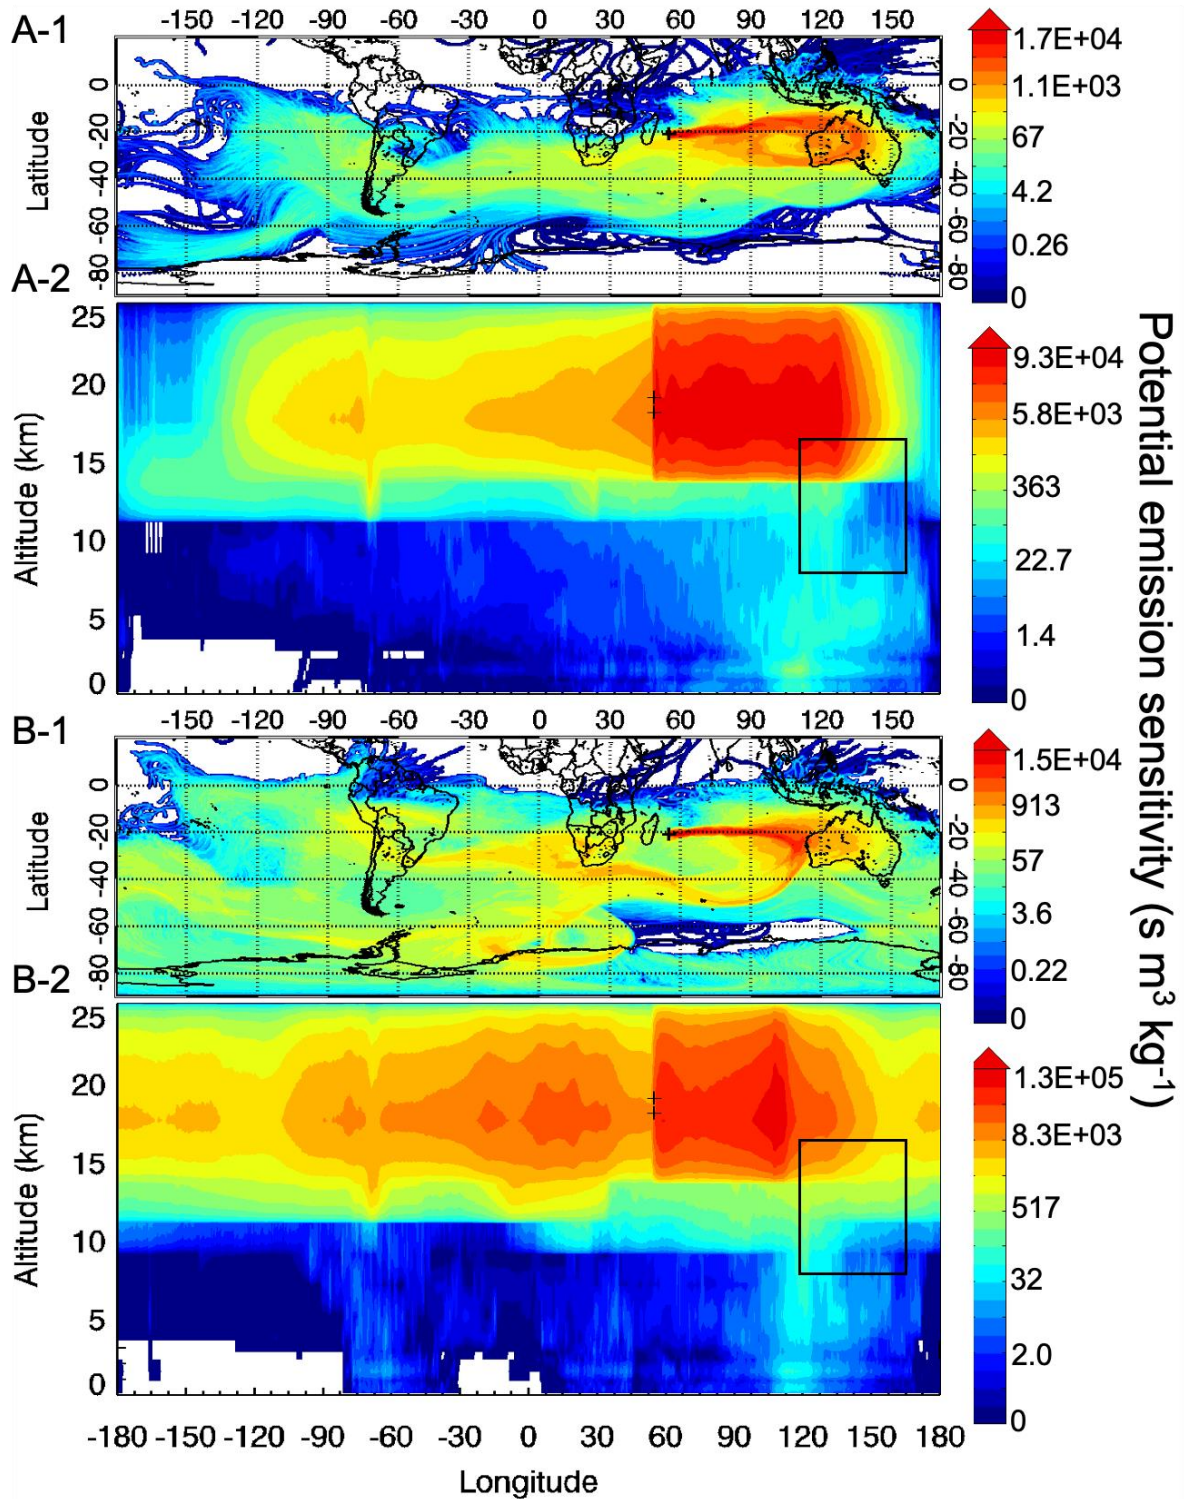 A-1
-150 -120 -90 -60 -30 0 30 60 90 120 150
Latitude
0 -20 -40 -60 -80
0 -20 -40 -60 -80
1.7E+04
1.1E+03
67
4.2
0.26
0
A-2
Altitude (km)
25
20
15
10
5
0
9.3E+04
5.8E+03
363
22.7
1.4
0
B-1
-150 -120 -90 -60 -30 0 30 60 90 120 150
Latitude
0 -20 -40 -60 -80
0 -20 -40 -60 -80
1.5E+04
913
57
3.6
0.22
0
B-2
Altitude (km)
25
20
15
10
5
0
1.3E+05
8.3E+03
517
32
2.0
0
-180 -150 -120 -90 -60 -30 0 30 60 90 120 150 180
Longitude
Potential emission sensitivity (s m³ kg⁻¹)